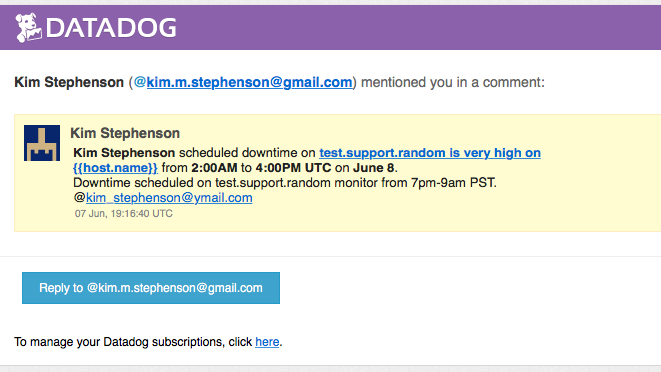 DATADOG
Kim Stephenson (@kim.m.stephenson@gmail.com) mentioned you in a comment:
Kim Stephenson
Kim Stephenson scheduled downtime on test.support.random is very high on
{{host.name}} from 2:00AM to 4:00PM UTC on June 8.
Downtime scheduled on test.support.random monitor from 7pm-9am PST.
@kim_stephenson@ymail.com
07 Jun, 19:16:40 UTC
Reply to @kim.m.stephenson@gmail.com
To manage your Datadog subscriptions, click here.